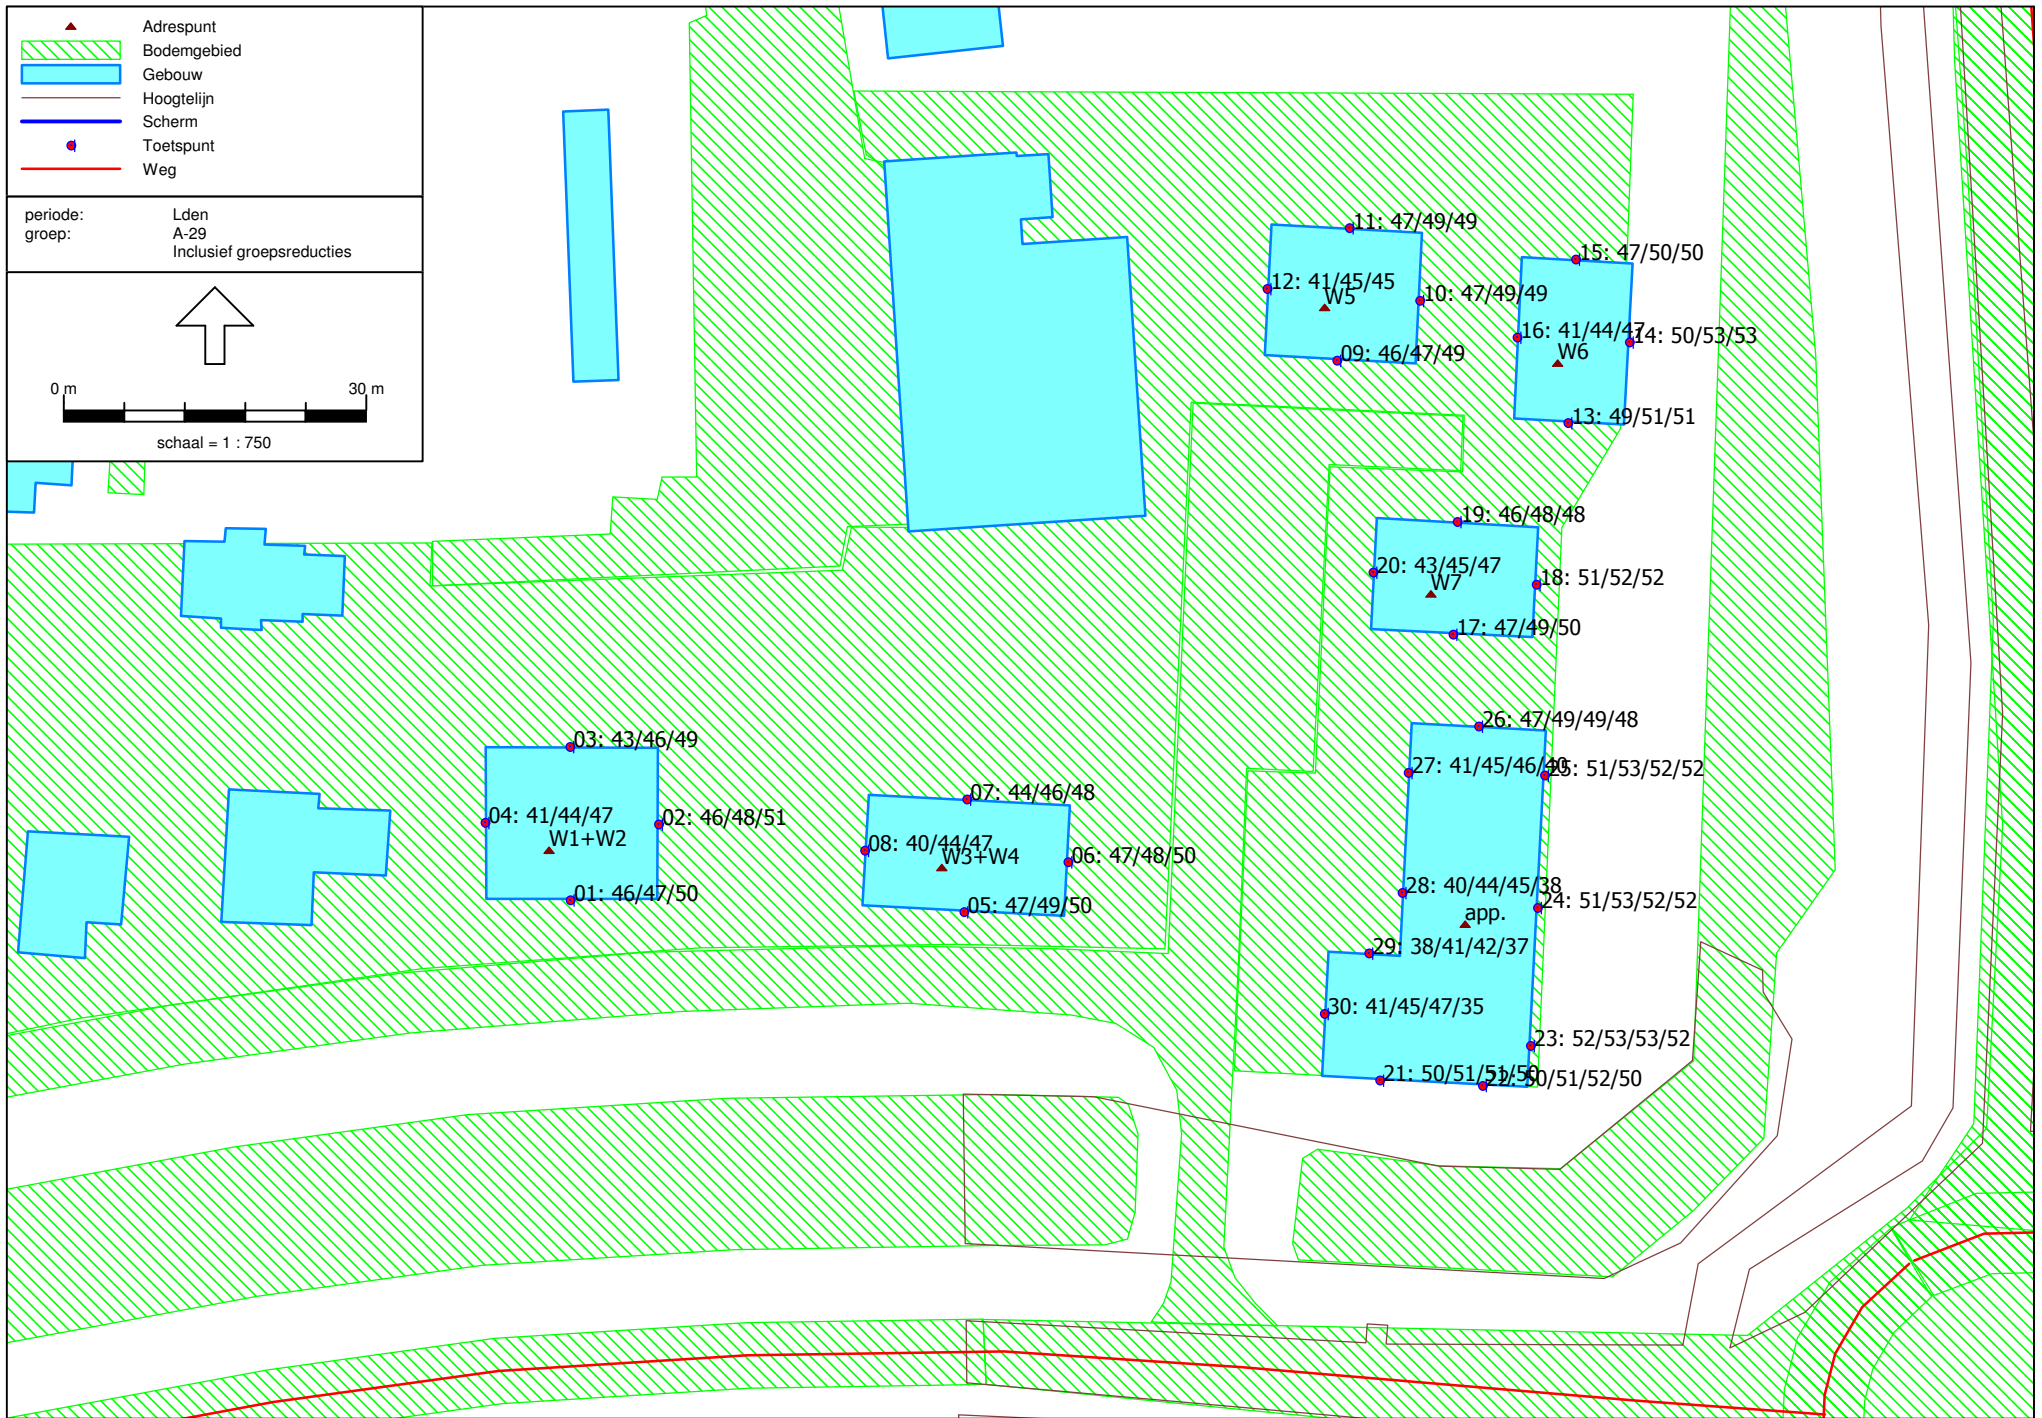 Adrespunt
Bodemgebied
Gebouw
Hoogtelijn
Scherm
Toetspunt
Weg
periode: Lden
groep: A-29
Inclusief groepsreducties
0 m 30 m
schaal = 1 : 750
11: 47/49/49
15: 47/50/50
12: 41/45/45
W5
10: 47/49/49
16: 41/44/47
14: 50/53/53
W6
09: 46/47/49
13: 49/51/51
19: 46/48/48
20: 43/45/47
W7
18: 51/52/52
17: 47/49/50
26: 47/49/49/48
03: 43/46/49
27: 41/45/46/40
25: 51/53/52/52
07: 44/46/48
04: 41/44/47
W1+W2
02: 46/48/51
08: 40/44/47
W3+W4
06: 47/48/50
28: 40/44/45/38
01: 46/47/50
05: 47/49/50
24: 51/53/52/52
app.
29: 38/41/42/37
30: 41/45/47/35
23: 52/53/53/52
21: 50/51/51/50
22: 50/51/52/50